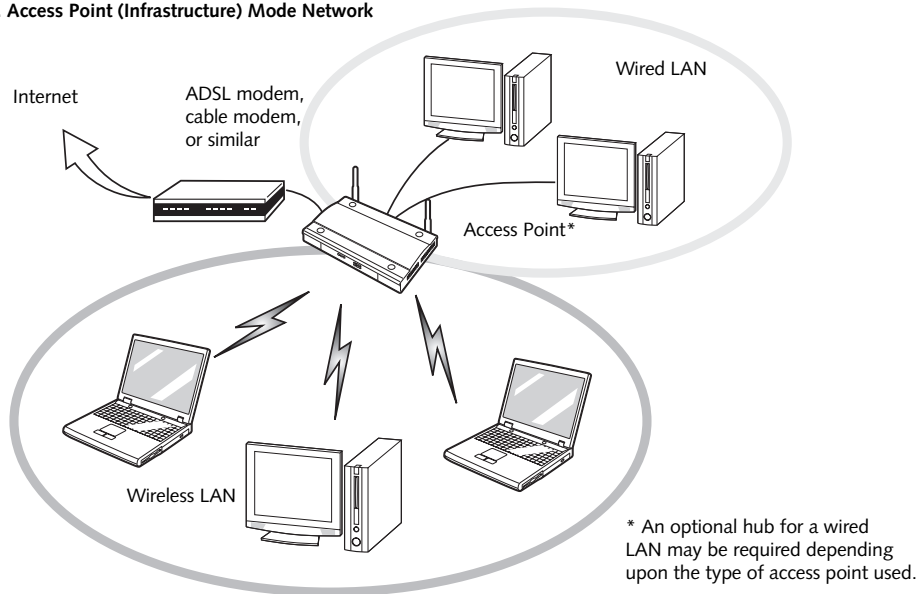 Access Point (Infrastructure) Mode Network
Internet
ADSL modem,
cable modem,
or similar
Wired LAN
Access Point*
Wireless LAN
* An optional hub for a wired
LAN may be required depending
upon the type of access point used.